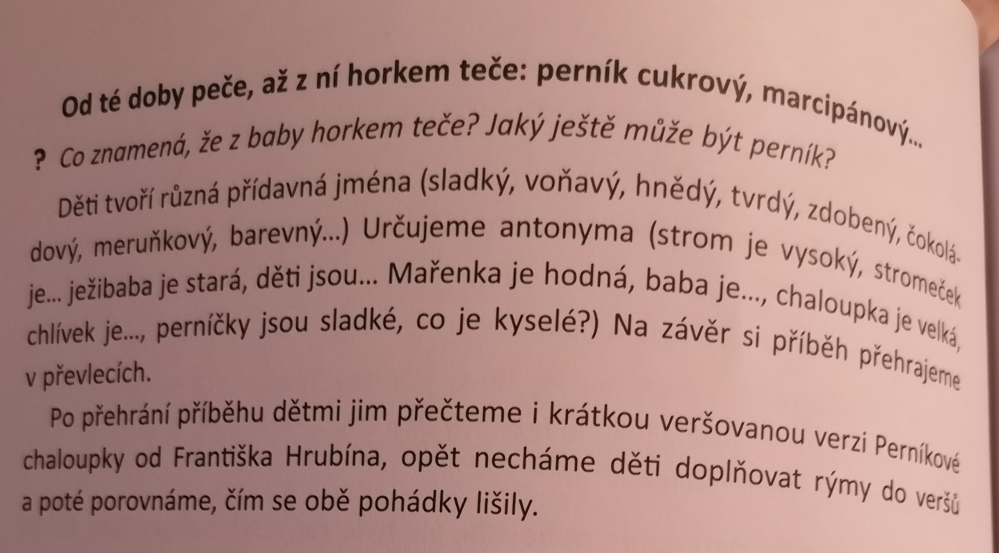 Od té doby peče, až z ní horkem teče: perník cukrový, marcipánový...
? Co znamená, že z baby horkem teče? Jaký ještě může být perník?
Děti tvoří různá přídavná jména (sladký, voňavý, hnědý, tvrdý, zdobený, čokolá-
dový, meruňkový, barevný...) Určujeme antonyma (strom je vysoký, stromeček
je... ježibaba je stará, děti jsou... Mařenka je hodná, baba je..., chaloupka je velká,
chlívek je..., perníčky jsou sladké, co je kyselé?) Na závěr si příběh přehrajeme
v převlecích.
Po přehrání příběhu dětmi jim přečteme i krátkou veršovanou verzi Perníkové
chaloupky od Františka Hrubína, opět necháme děti doplňovat rýmy do veršů
a poté porovnáme, čím se obě pohádky lišily.